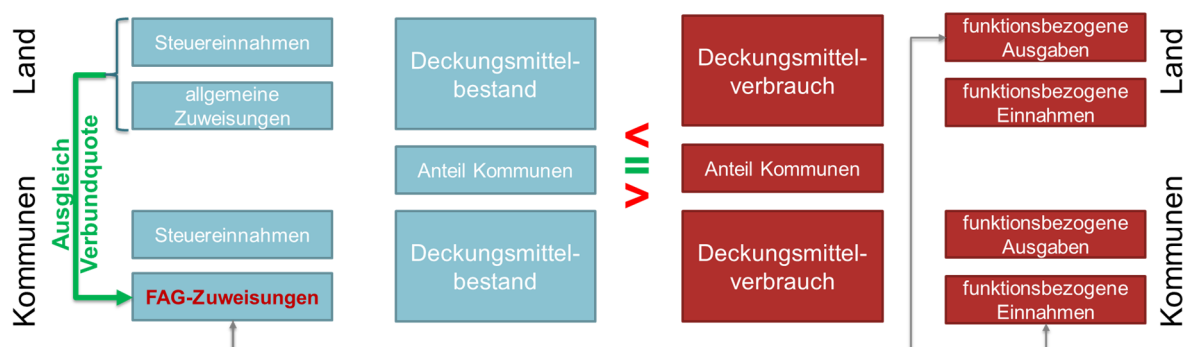 Land
Steuereinnahmen
allgemeine
Zuweisungen
Ausgleich
Verbundquote
Kommunen
Steuereinnahmen
FAG-Zuweisungen
Deckungsmittel-
bestand
Anteil Kommunen
Deckungsmittel-
bestand
< = >
Deckungsmittel-
verbrauch
Anteil Kommunen
Deckungsmittel-
verbrauch
funktionsbezogene
Ausgaben
funktionsbezogene
Einnahmen
Land
funktionsbezogene
Ausgaben
funktionsbezogene
Einnahmen
Kommunen